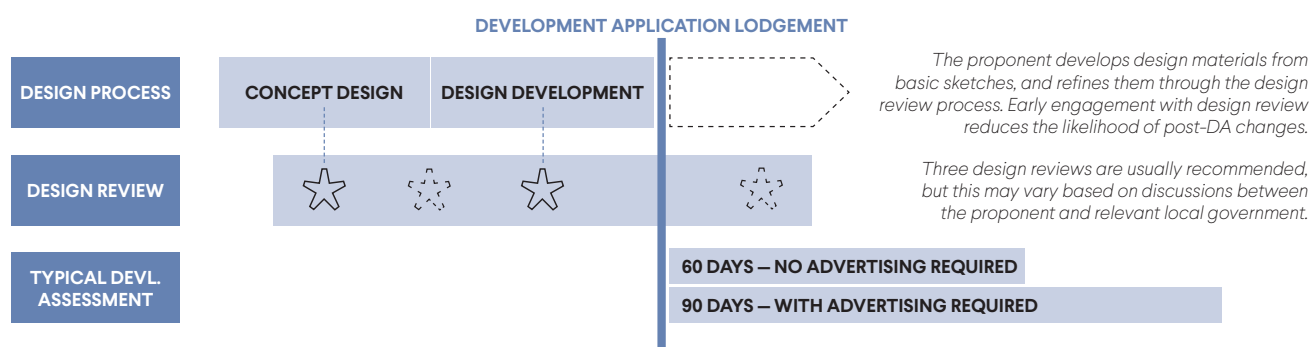 DEVELOPMENT APPLICATION LODGEMENT
DESIGN PROCESS
CONCEPT DESIGN
DESIGN DEVELOPMENT
The proponent develops design materials from
basic sketches, and refines them through the design
review process. Early engagement with design review
reduces the likelihood of post-DA changes.
DESIGN REVIEW
Three design reviews are usually recommended,
but this may vary based on discussions between
the proponent and relevant local government.
TYPICAL DEVL.
ASSESSMENT
60 DAYS — NO ADVERTISING REQUIRED
90 DAYS — WITH ADVERTISING REQUIRED